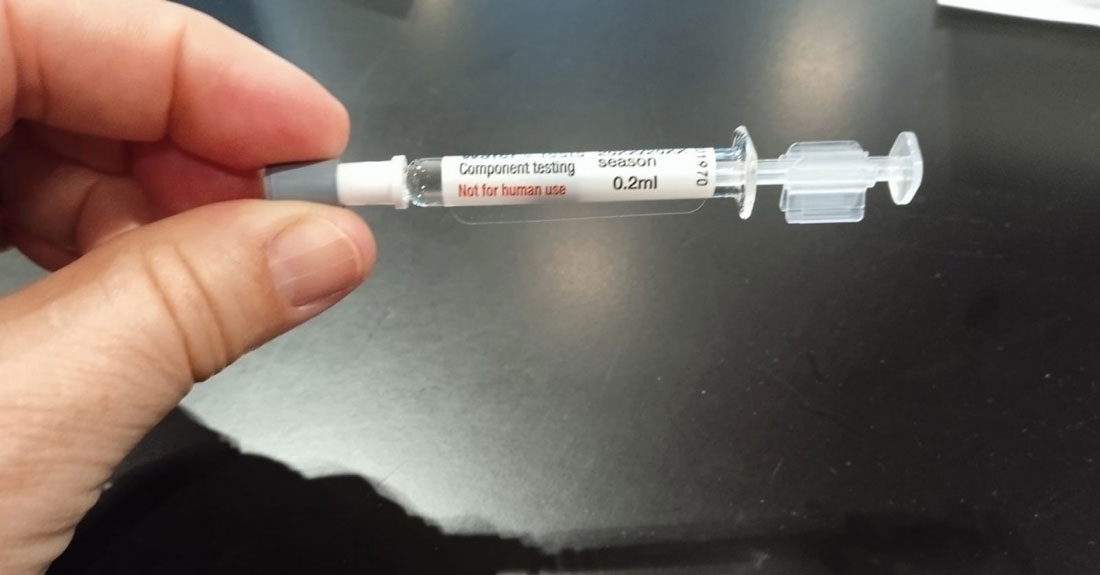 Component testing
season
Not for human use
0.2ml